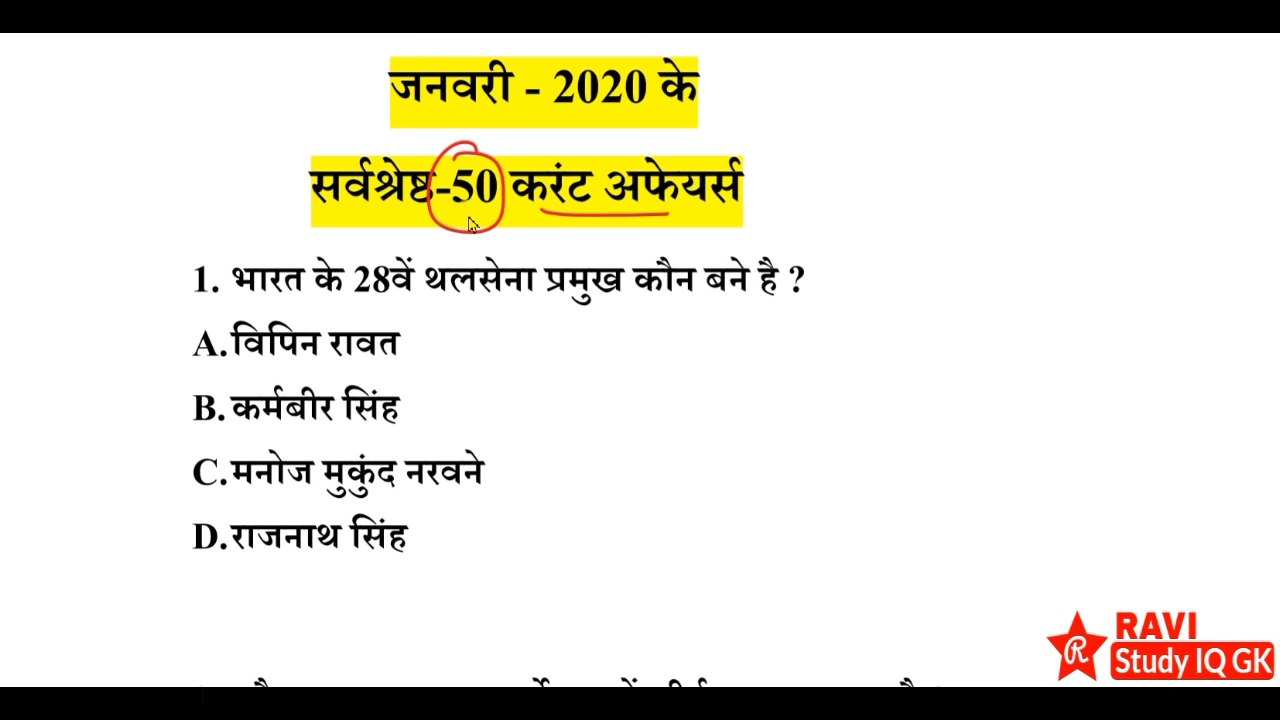 जनवरी - 2020 के
सर्वश्रेष्ठ-50 करंट अफेयर्स
1. भारत के 28वें थलसेना प्रमुख कौन बने है ?
A.विपिन रावत
B.कर्मबीर सिंह
C.मनोज मुकुंद नरवने
D.राजनाथ सिंह
RAVI
R Study IQ GK